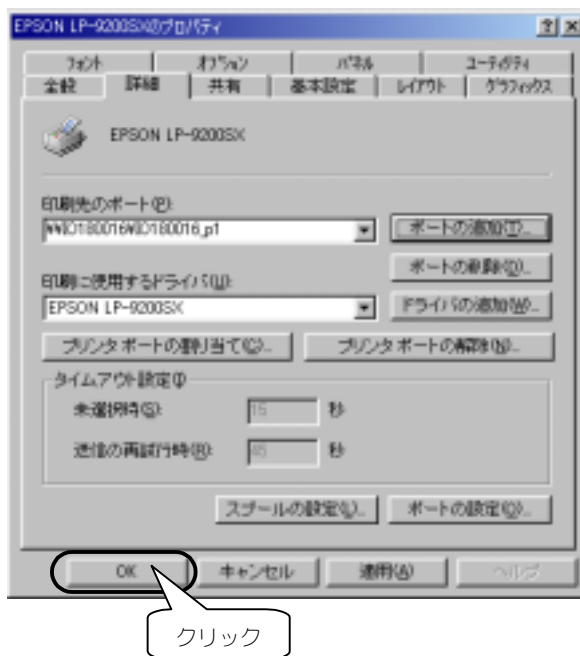 EPSON LP-9200SXのプロパティ
フォント オプション パネル ユーティリティ
全般 詳細 共有 基本設定 レイアウト グラフィックス
EPSON LP-9200SX
印刷先のポート(P):
¥¥IO180016¥IO180016_p1
ポートの追加(T)...
ポートの削除(D)...
印刷に使用するドライバ(U):
EPSON LP-9200SX
ドライバの追加(W)...
プリンタ ポートの割り当て(C)...
プリンタ ポートの解除(N)...
タイムアウト設定
未選択時(S): 15 秒
送信の再試行時(R): 45 秒
スプールの設定(L)...
ポートの設定(O)...
OK キャンセル 適用(A) ヘルプ
クリック